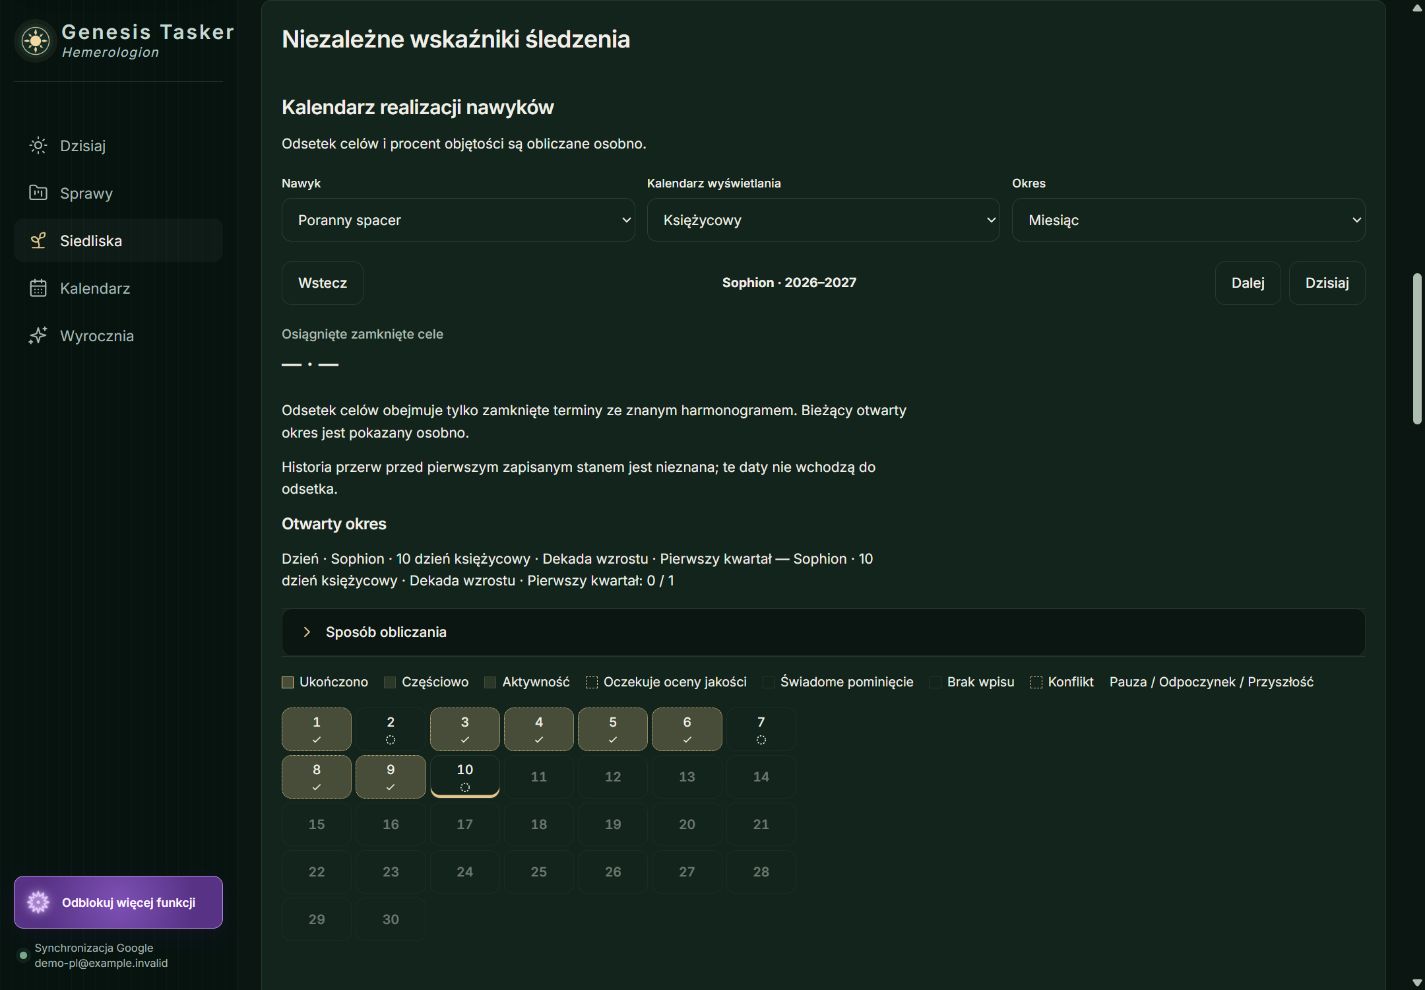 Genesis Tasker
Hemerologion
Dzisiaj
Sprawy
Siedliska
Kalendarz
Wyrocznia
Odblokuj więcej funkcji
Synchronizacja Google
demo-pl@example.invalid
Niezależne wskaźniki śledzenia
Kalendarz realizacji nawyków
Odsetek celów i procent objętości są obliczane osobno.
Nawyk Kalendarz wyświetlania Okres
Poranny spacer Księżycowy Miesiąc
Wstecz Sophion · 2026–2027 Dalej Dzisiaj
Osiągnięte zamknięte cele
— · —
Odsetek celów obejmuje tylko zamknięte terminy ze znanym harmonogramem. Bieżący otwarty
okres jest pokazany osobno.
Historia przerw przed pierwszym zapisanym stanem jest nieznana; te daty nie wchodzą do
odsetka.
Otwarty okres
Dzień · Sophion · 10 dzień księżycowy · Dekada wzrostu · Pierwszy kwartał — Sophion · 10
dzień księżycowy · Dekada wzrostu · Pierwszy kwartał: 0 / 1
Sposób obliczania
Ukończono Częściowo Aktywność Oczekuje oceny jakości Świadome pominięcie Brak wpisu Konflikt Pauza / Odpoczynek / Przyszłość
1 2 3 4 5 6 7
8 9 10 11 12 13 14
15 16 17 18 19 20 21
22 23 24 25 26 27 28
29 30